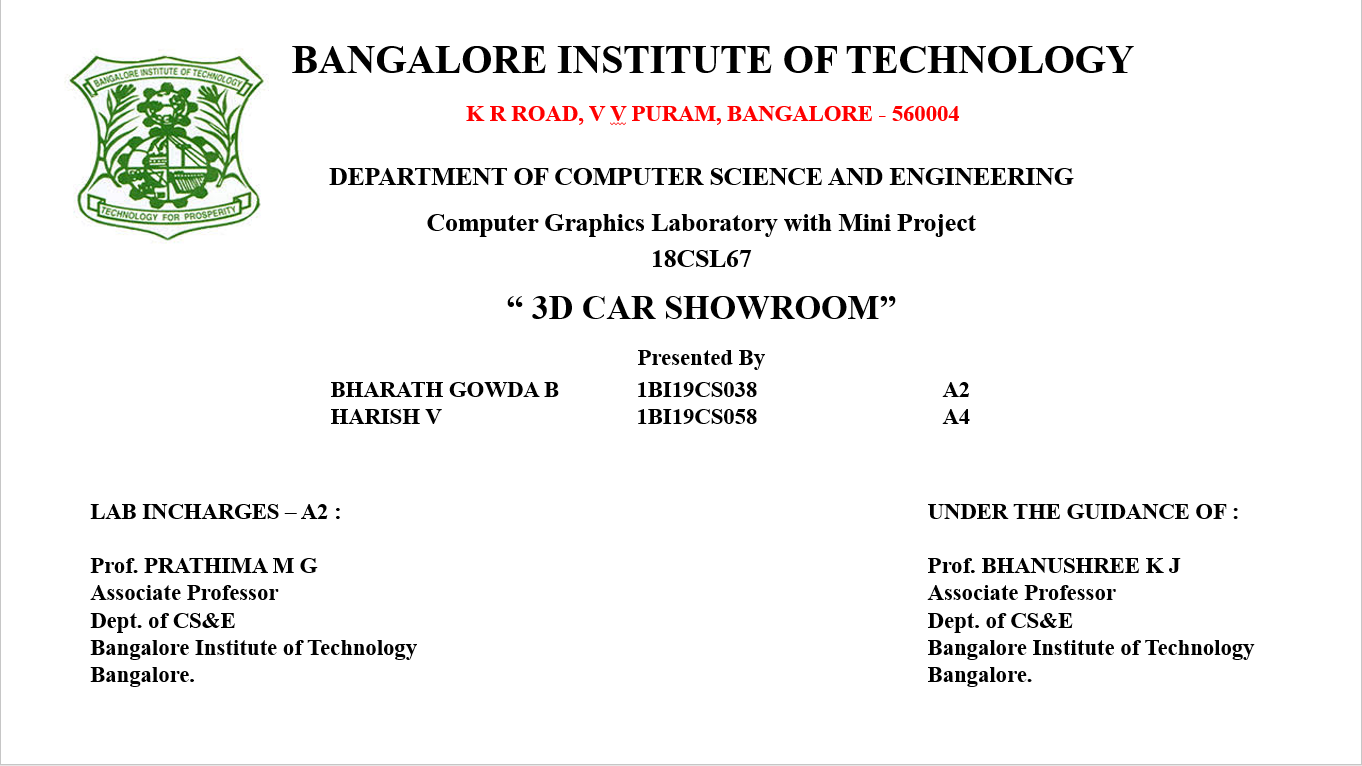 BANGALORE INSTITUTE OF TECHNOLOGY
BANGALORE INSTITUTE OF TECHNOLOGY
TECHNOLOGY FOR PROSPERITY
K R ROAD, V V PURAM, BANGALORE - 560004
DEPARTMENT OF COMPUTER SCIENCE AND ENGINEERING
Computer Graphics Laboratory with Mini Project
18CSL67
“ 3D CAR SHOWROOM”
Presented By
BHARATH GOWDA B 1BI19CS038 A2
HARISH V 1BI19CS058 A4
LAB INCHARGES – A2 :
Prof. PRATHIMA M G
Associate Professor
Dept. of CS&E
Bangalore Institute of Technology
Bangalore.
UNDER THE GUIDANCE OF :
Prof. BHANUSHREE K J
Associate Professor
Dept. of CS&E
Bangalore Institute of Technology
Bangalore.